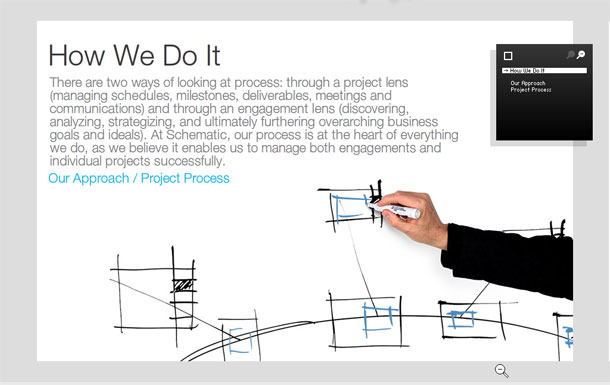 How We Do It
There are two ways of looking at process: through a project lens
(managing schedules, milestones, deliverables, meetings and
communications) and through an engagement lens (discovering,
analyzing, strategizing, and ultimately furthering overarching business
goals and ideals). At Schematic, our process is at the heart of everything
we do, as we believe it enables us to manage both engagements and
individual projects successfully.
Our Approach / Project Process
→ How We Do It
Our Approach
Project Process